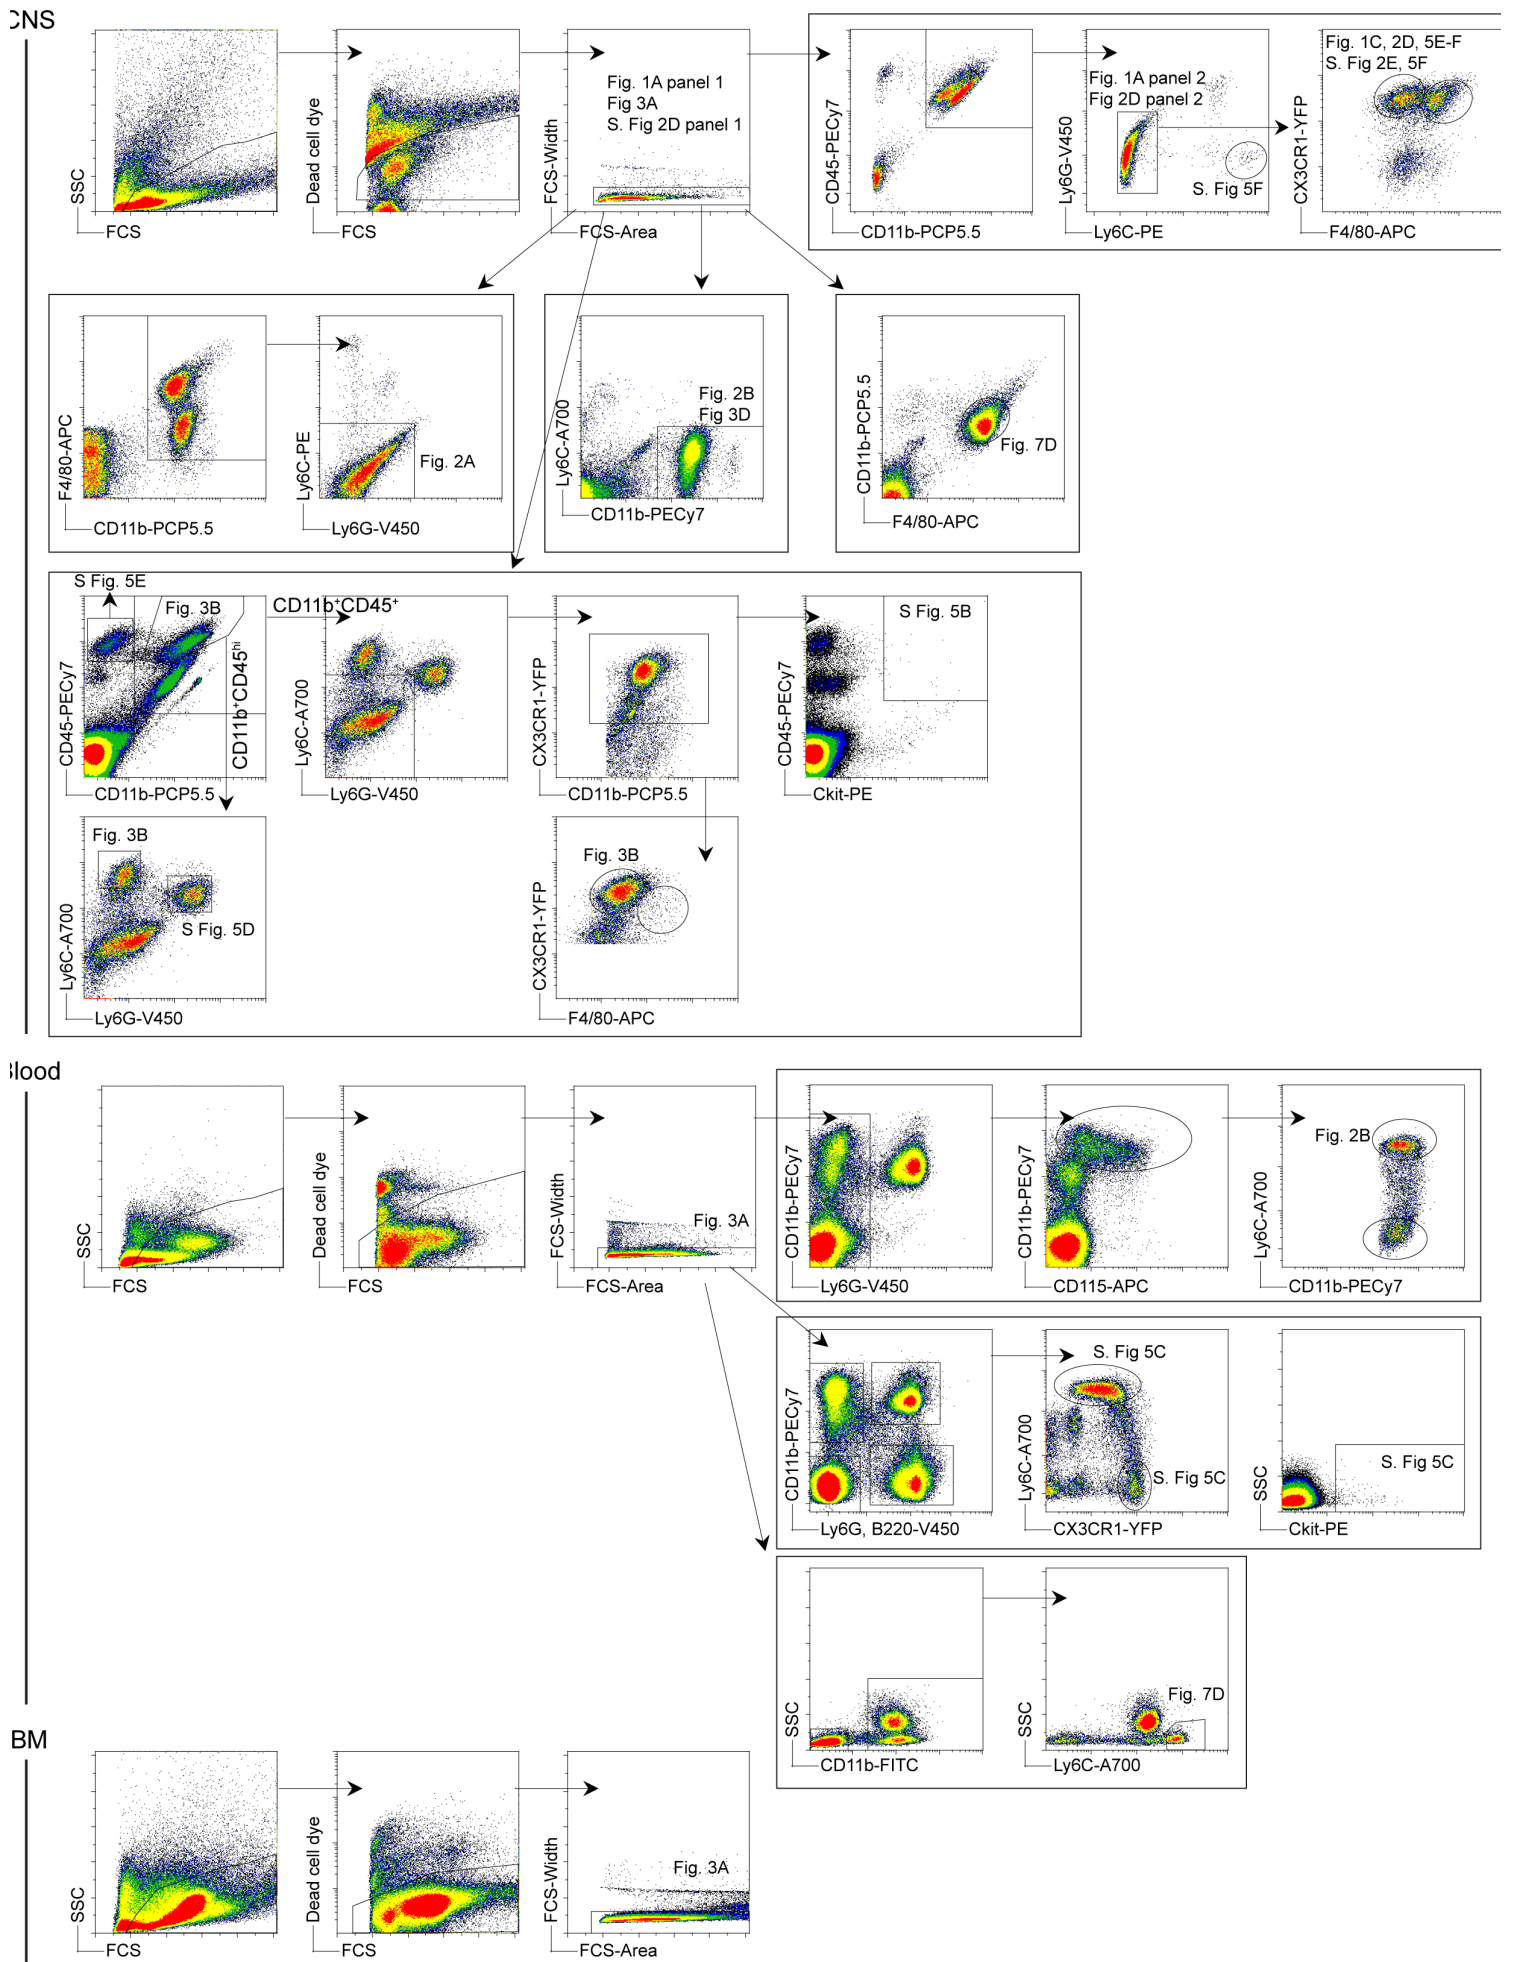 CNS
SSC
FCS
Dead cell dye
FCS
FCS-Width
Fig. 1A panel 1
Fig 3A
S. Fig 2D panel 1
FCS-Area
CD45-PECy7
CD11b-PCP5.5
Ly6G-V450
Fig. 1A panel 2
Fig 2D panel 2
S. Fig 5F
Ly6C-PE
CX3CR1-YFP
Fig. 1C, 2D, 5E-F
S. Fig 2E, 5F
F4/80-APC
F4/80-APC
CD11b-PCP5.5
Ly6C-PE
Fig. 2A
Ly6G-V450
Ly6C-A700
Fig. 2B
Fig 3D
CD11b-PECy7
CD11b-PCP5.5
Fig. 7D
F4/80-APC
S Fig. 5E
Fig. 3B
CD45-PECy7
CD11b-PCP5.5
CD11b⁺CD45⁺
CD11b⁺CD45ʰⁱ
Ly6C-A700
Ly6G-V450
CX3CR1-YFP
CD11b-PCP5.5
CD45-PECy7
S Fig. 5B
Ckit-PE
Fig. 3B
Ly6C-A700
S Fig. 5D
Ly6G-V450
Fig. 3B
CX3CR1-YFP
F4/80-APC
Blood
SSC
FCS
Dead cell dye
FCS
FCS-Width
Fig. 3A
FCS-Area
CD11b-PECy7
Ly6G-V450
CD11b-PECy7
CD115-APC
Fig. 2B
Ly6C-A700
CD11b-PECy7
CD11b-PECy7
Ly6G, B220-V450
S. Fig 5C
Ly6C-A700
S. Fig 5C
CX3CR1-YFP
SSC
S. Fig 5C
Ckit-PE
SSC
CD11b-FITC
SSC
Fig. 7D
Ly6C-A700
BM
SSC
FCS
Dead cell dye
FCS
FCS-Width
Fig. 3A
FCS-Area